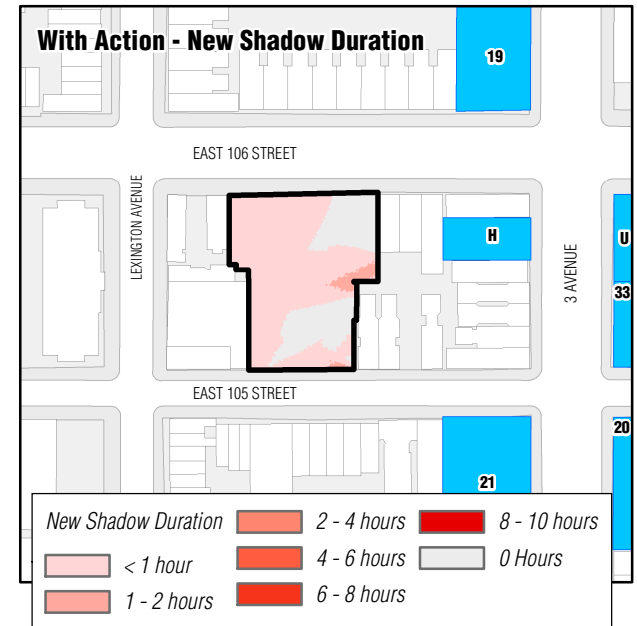 With Action - New Shadow Duration
19
EAST 106 STREET
LEXINGTON AVENUE
H
U
3 AVENUE
33
EAST 105 STREET
20
21
New Shadow Duration
< 1 hour
1 - 2 hours
2 - 4 hours
4 - 6 hours
6 - 8 hours
8 - 10 hours
0 Hours